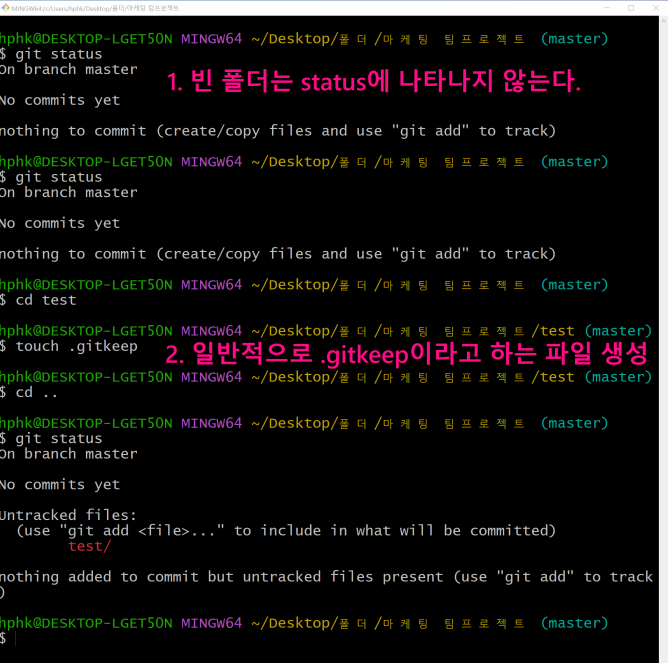 MINGW64:/c/Users/hphk/Desktop/폴더/마케팅 팀프로젝트
hphk@DESKTOP-LGET5ON MINGW64 ~/Desktop/폴더/마케팅 팀프로젝트 (master)
$ git status
On branch master
1. 빈 폴더는 status에 나타나지 않는다.
No commits yet
nothing to commit (create/copy files and use "git add" to track)
hphk@DESKTOP-LGET5ON MINGW64 ~/Desktop/폴더/마케팅 팀프로젝트 (master)
$ git status
On branch master
No commits yet
nothing to commit (create/copy files and use "git add" to track)
hphk@DESKTOP-LGET5ON MINGW64 ~/Desktop/폴더/마케팅 팀프로젝트 (master)
$ cd test
hphk@DESKTOP-LGET5ON MINGW64 ~/Desktop/폴더/마케팅 팀프로젝트/test (master)
$ touch .gitkeep
2. 일반적으로 .gitkeep이라고 하는 파일 생성
hphk@DESKTOP-LGET5ON MINGW64 ~/Desktop/폴더/마케팅 팀프로젝트/test (master)
$ cd ..
hphk@DESKTOP-LGET5ON MINGW64 ~/Desktop/폴더/마케팅 팀프로젝트 (master)
$ git status
On branch master
No commits yet
Untracked files:
(use "git add <file>..." to include in what will be committed)
test/
nothing added to commit but untracked files present (use "git add" to track
)
hphk@DESKTOP-LGET5ON MINGW64 ~/Desktop/폴더/마케팅 팀프로젝트 (master)
$